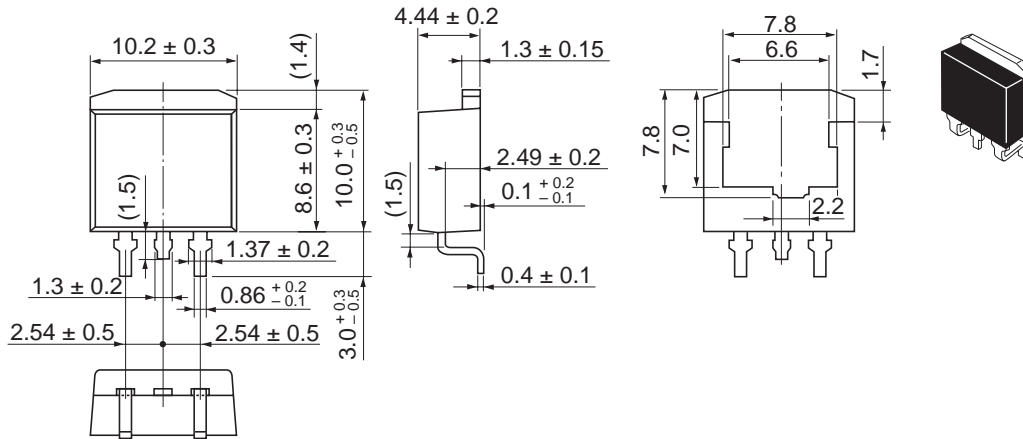 10.2 ± 0.3
(1.4)
8.6 ± 0.3
10.0 +0.3 −0.5
(1.5)
1.37 ± 0.2
1.3 ± 0.2
0.86 +0.2 −0.1
3.0 +0.3 −0.5
2.54 ± 0.5
2.54 ± 0.5
4.44 ± 0.2
1.3 ± 0.15
2.49 ± 0.2
0.1 +0.2 −0.1
(1.5)
0.4 ± 0.1
7.8
6.6
1.7
7.8
7.0
2.2